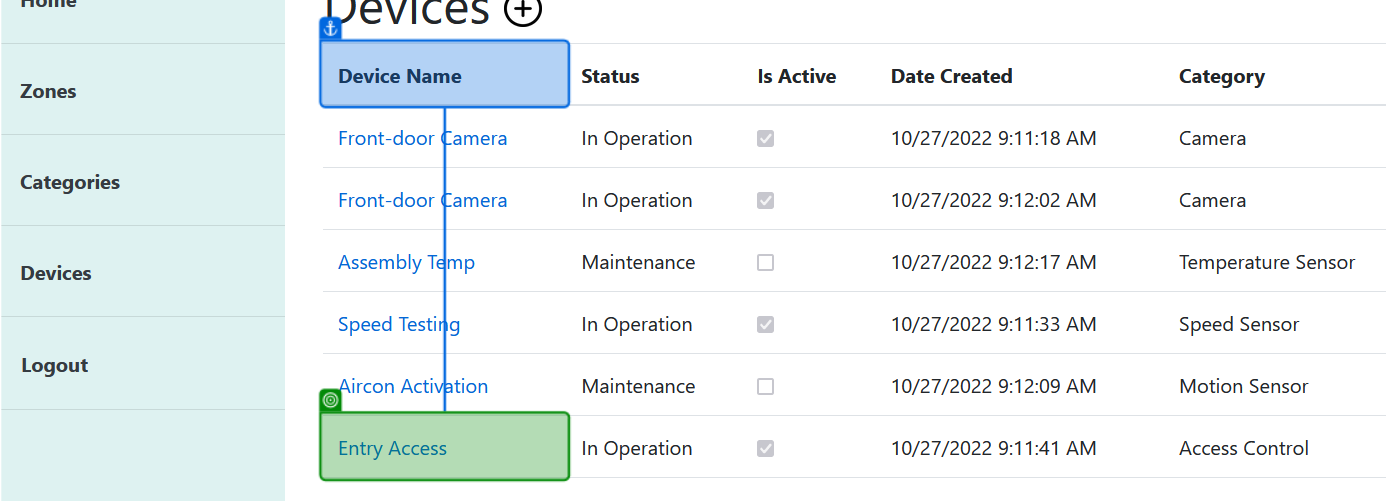 Home
Zones
Categories
Devices
Logout
Devices
Device Name Status Is Active Date Created Category
Front-door Camera In Operation 10/27/2022 9:11:18 AM Camera
Front-door Camera In Operation 10/27/2022 9:12:02 AM Camera
Assembly Temp Maintenance 10/27/2022 9:12:17 AM Temperature Sensor
Speed Testing In Operation 10/27/2022 9:11:33 AM Speed Sensor
Aircon Activation Maintenance 10/27/2022 9:12:09 AM Motion Sensor
Entry Access In Operation 10/27/2022 9:11:41 AM Access Control